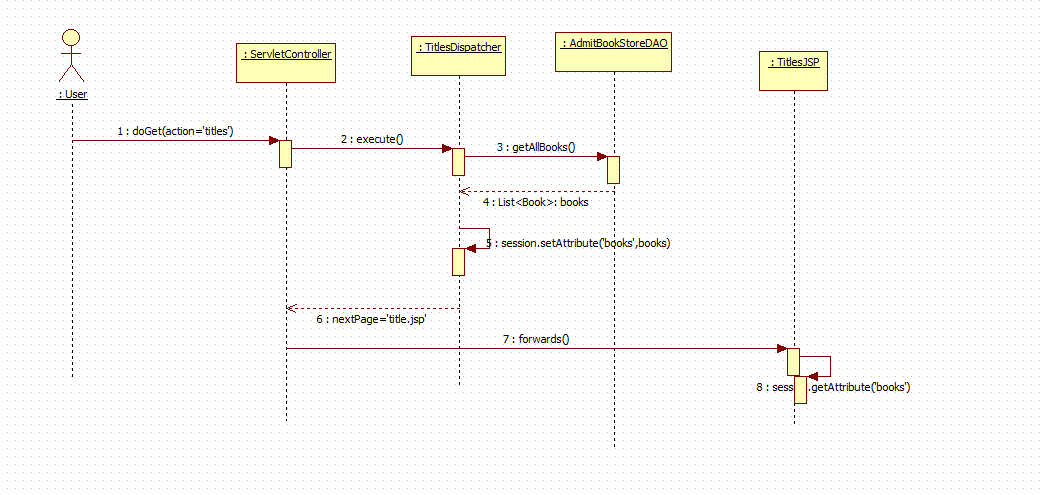 : User
: ServletController
: TitlesDispatcher
: AdmitBookStoreDAO
: TitlesJSP
1 : doGet(action='titles')
2 : execute()
3 : getAllBooks()
4 : List<Book>: books
5 : session.setAttribute('books',books)
6 : nextPage='title.jsp'
7 : forwards()
8 : sess .getAttribute('books')